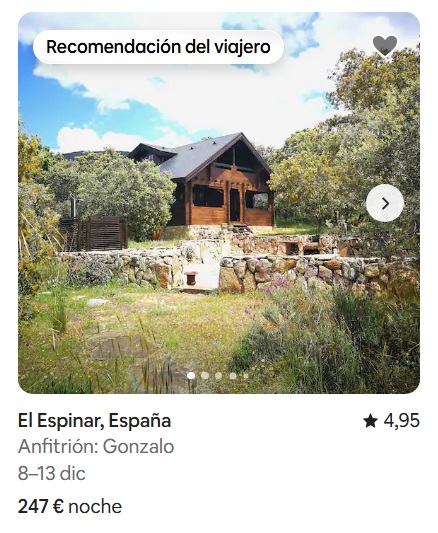 Recomendación del viajero
El Espinar, España
4,95
Anfitrión: Gonzalo
8–13 dic
247 € noche